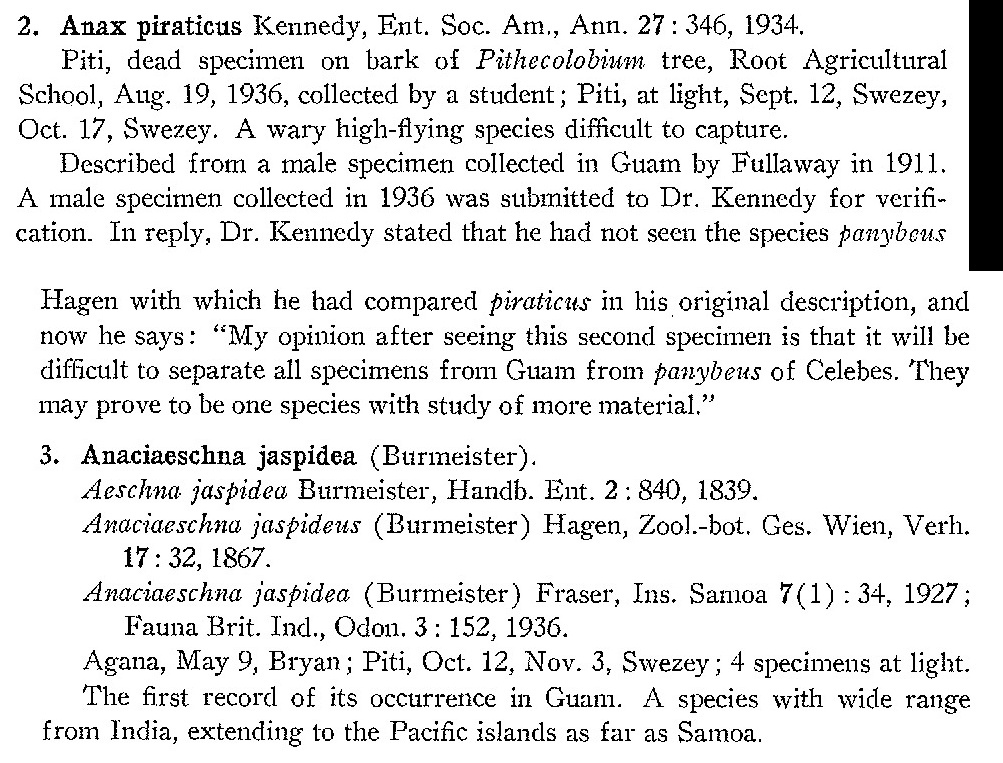 2. Anax piraticus Kennedy, Ent. Soc. Am., Ann. 27 : 346, 1934.
Piti, dead specimen on bark of Pithecolobium tree, Root Agricultural
School, Aug. 19, 1936, collected by a student; Piti, at light, Sept. 12, Swezey,
Oct. 17, Swezey. A wary high-flying species difficult to capture.
Described from a male specimen collected in Guam by Fullaway in 1911.
A male specimen collected in 1936 was submitted to Dr. Kennedy for verifi-
cation. In reply, Dr. Kennedy stated that he had not seen the species panybeus
Hagen with which he had compared piraticus in his original description, and
now he says: “My opinion after seeing this second specimen is that it will be
difficult to separate all specimens from Guam from panybeus of Celebes. They
may prove to be one species with study of more material.”
3. Anaciaeschna jaspidea (Burmeister).
Aeschna jaspidea Burmeister, Handb. Ent. 2 : 840, 1839.
Anaciaeschna jaspideus (Burmeister) Hagen, Zool.-bot. Ges. Wien, Verh.
17 : 32, 1867.
Anaciaeschna jaspidea (Burmeister) Fraser, Ins. Samoa 7(1) : 34, 1927;
Fauna Brit. Ind., Odon. 3 : 152, 1936.
Agana, May 9, Bryan; Piti, Oct. 12, Nov. 3, Swezey; 4 specimens at light.
The first record of its occurrence in Guam. A species with wide range
from India, extending to the Pacific islands as far as Samoa.